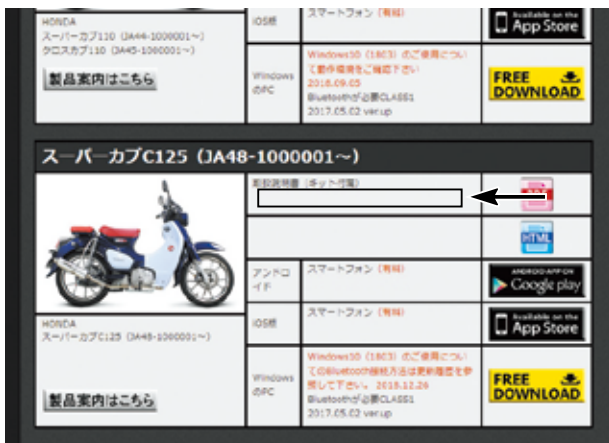 HONDA
スーパーカブ110 (JA44-1000001～)
クロスカブ110 (JA45-1000001～)
製品案内はこちら
iOS機
スマートフォン (有料)
Available on the
App Store
Windows
のPC
Windows10 (1803) のご使用につい
て動作環境をご確認下さい
2018.09.05
Bluetoothが必要CLASS1
2017.05.02 ver.up
FREE
DOWNLOAD
スーパーカブC125 (JA48-1000001～)
取扱説明書 (キット付属)
PDF
HTML
アンドロ
イド
スマートフォン (有料)
ANDROID APP ON
Google play
HONDA
スーパーカブC125 (JA48-1000001～)
製品案内はこちら
iOS機
スマートフォン (有料)
Available on the
App Store
Windows
のPC
Windows10 (1803) のご使用につい
てのBluetooth接続方法は更新履歴を参
照して下さい。 2018.12.26
Bluetoothが必要CLASS1
2017.05.02 ver.up
FREE
DOWNLOAD